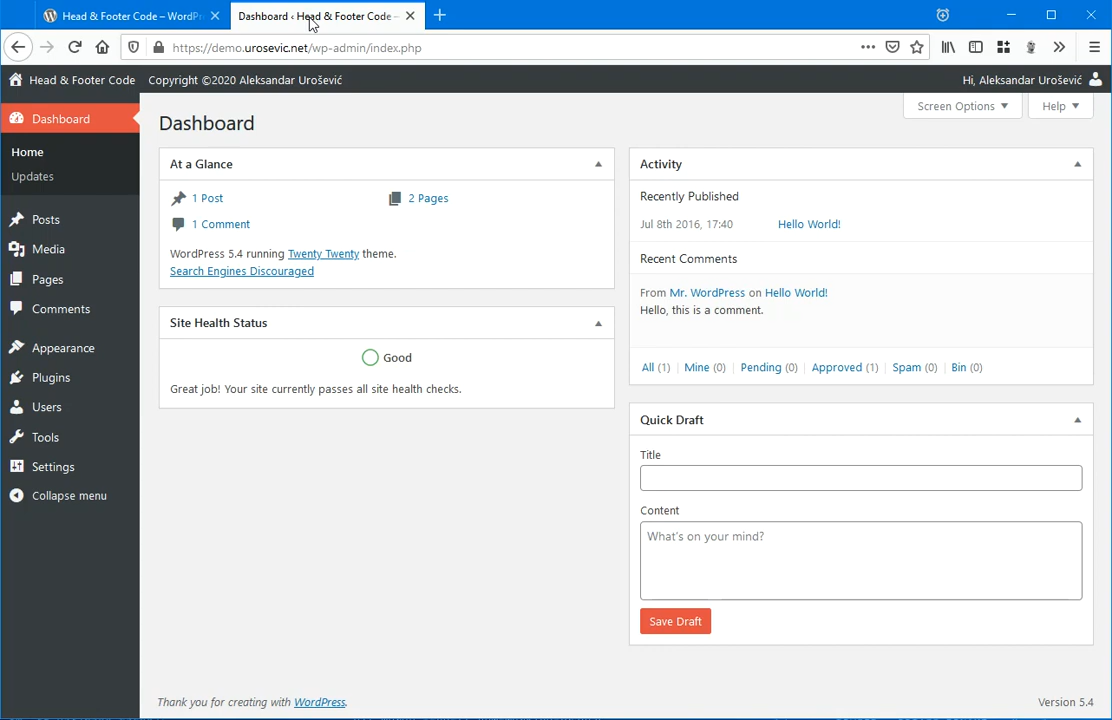 Head & Footer Code – WordPr
Dashboard ‹ Head & Footer Code –
https://demo.urosevic.net/wp-admin/index.php
Head & Footer Code
Copyright ©2020 Aleksandar Urošević
Hi, Aleksandar Urošević
Dashboard
Home
Updates
Posts
Media
Pages
Comments
Appearance
Plugins
Users
Tools
Settings
Collapse menu
Screen Options
Help
Dashboard
At a Glance
1 Post
2 Pages
1 Comment
WordPress 5.4 running Twenty Twenty theme.
Search Engines Discouraged
Site Health Status
Good
Great job! Your site currently passes all site health checks.
Activity
Recently Published
Jul 8th 2016, 17:40
Hello World!
Recent Comments
From Mr. WordPress on Hello World!
Hello, this is a comment.
All (1) | Mine (0) | Pending (0) | Approved (1) | Spam (0) | Bin (0)
Quick Draft
Title
Content
What's on your mind?
Save Draft
Thank you for creating with WordPress.
Version 5.4